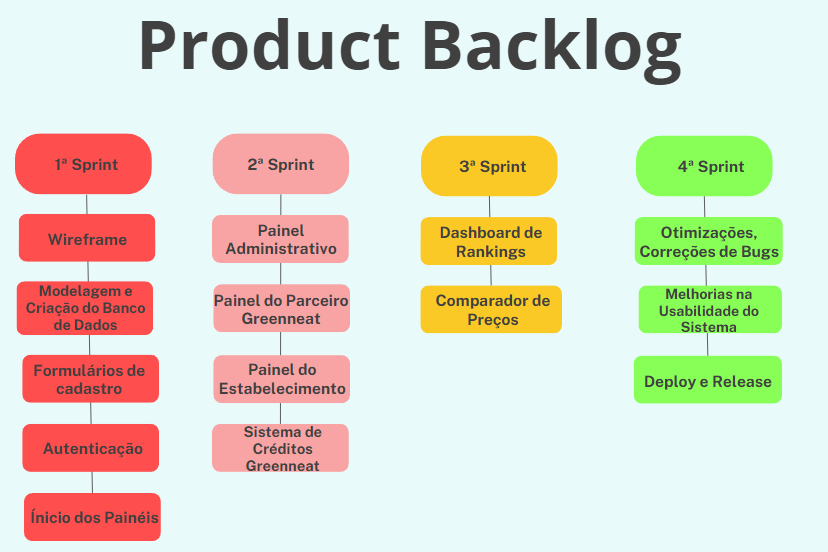 Product Backlog
1ª Sprint
Wireframe
Modelagem e
Criação do Banco
de Dados
Formulários de
cadastro
Autenticação
Ínicio dos Painéis
2ª Sprint
Painel
Administrativo
Painel do Parceiro
Greenneat
Painel do
Estabelecimento
Sistema de
Créditos
Greenneat
3ª Sprint
Dashboard de
Rankings
Comparador de
Preços
4ª Sprint
Otimizações,
Correções de Bugs
Melhorias na
Usabilidade do
Sistema
Deploy e Release